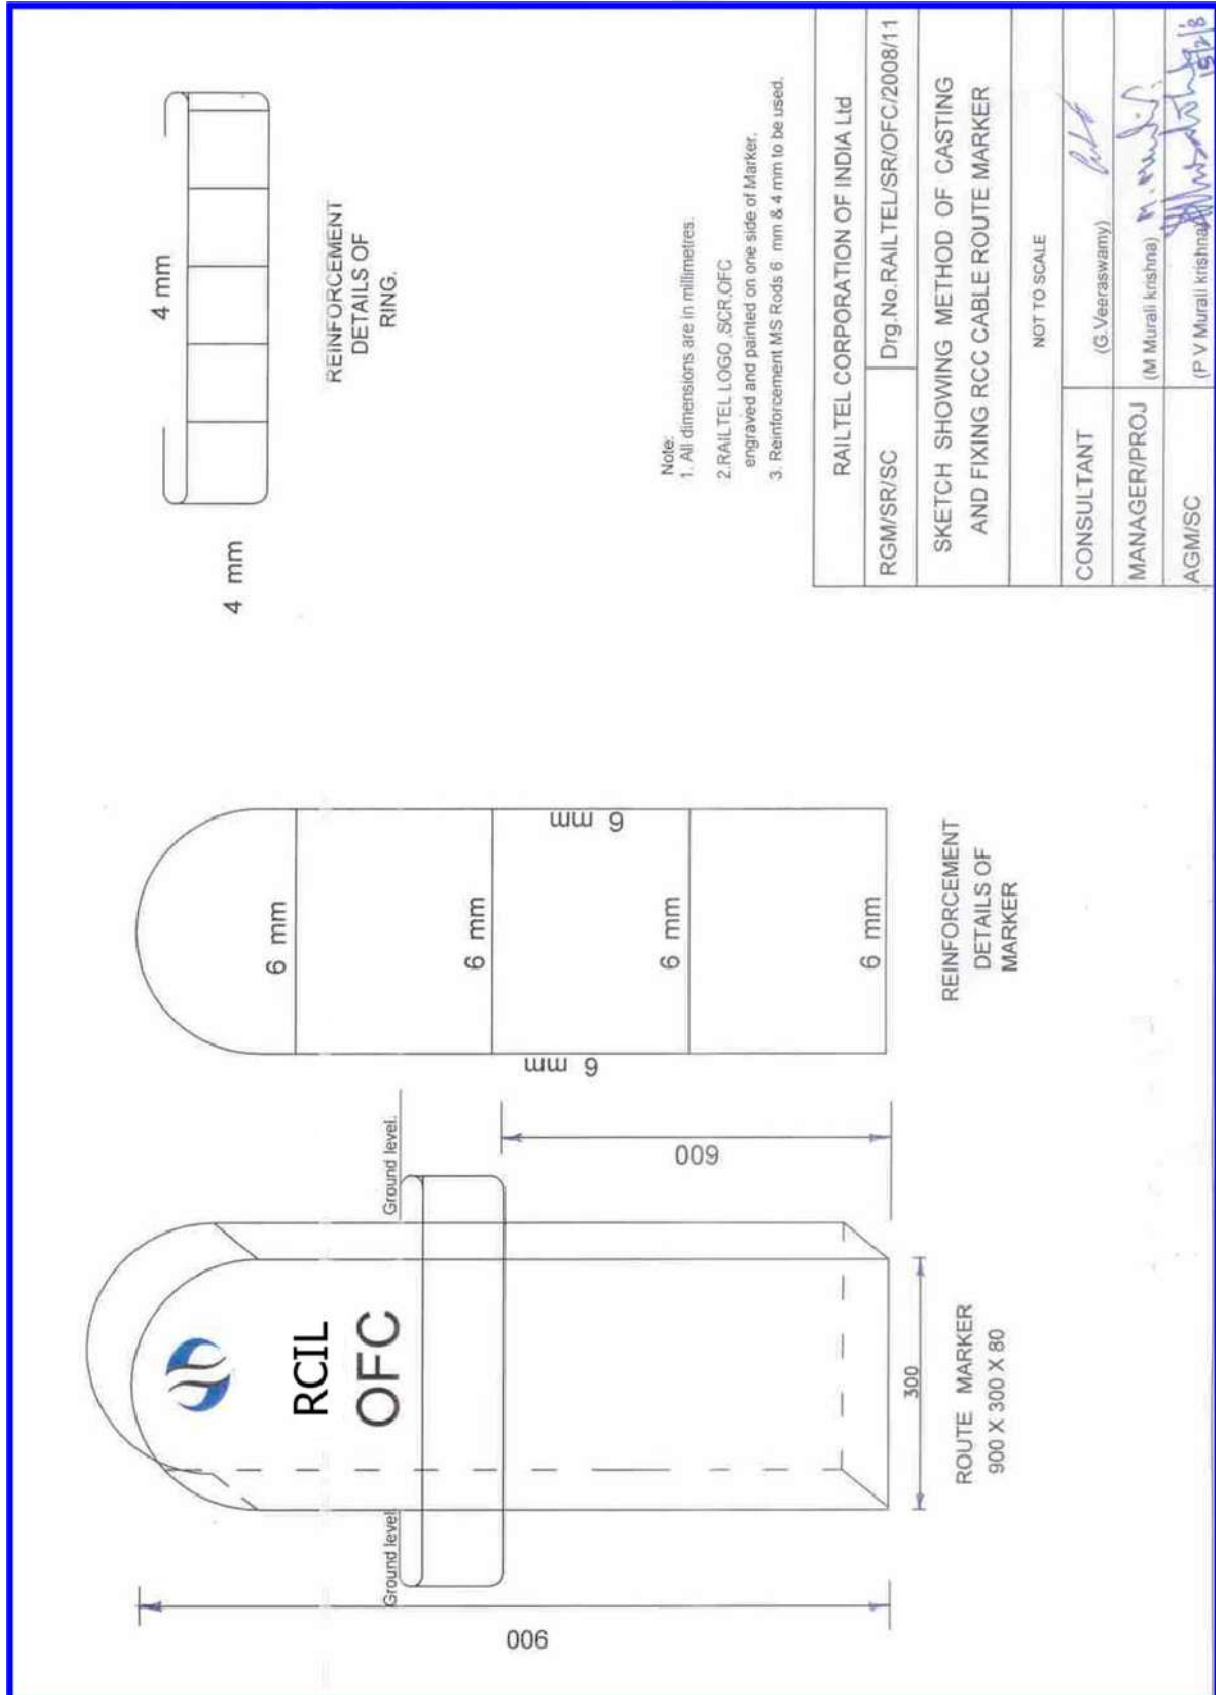 RCIL
OFC
Ground level.
Ground level
900
600
300
ROUTE MARKER
900 X 300 X 80
6 mm
6 mm
6 mm
6 mm
6 mm
6 mm
REINFORCEMENT
DETAILS OF
MARKER
4 mm
4 mm
REINFORCEMENT
DETAILS OF
RING.
Note:
1. All dimensions are in millimetres.
2.RAILTEL LOGO ,SCR,OFC
engraved and painted on one side of Marker.
3. Reinforcement MS Rods 6 mm & 4 mm to be used.
RAILTEL CORPORATION OF INDIA Ltd
RGM/SR/SC Drg.No.RAILTEL/SR/OFC/2008/11
SKETCH SHOWING METHOD OF CASTING
AND FIXING RCC CABLE ROUTE MARKER
NOT TO SCALE
CONSULTANT (G.Veeraswamy)
MANAGER/PROJ (M Murali krishna)
AGM/SC (P V Murali krishna)